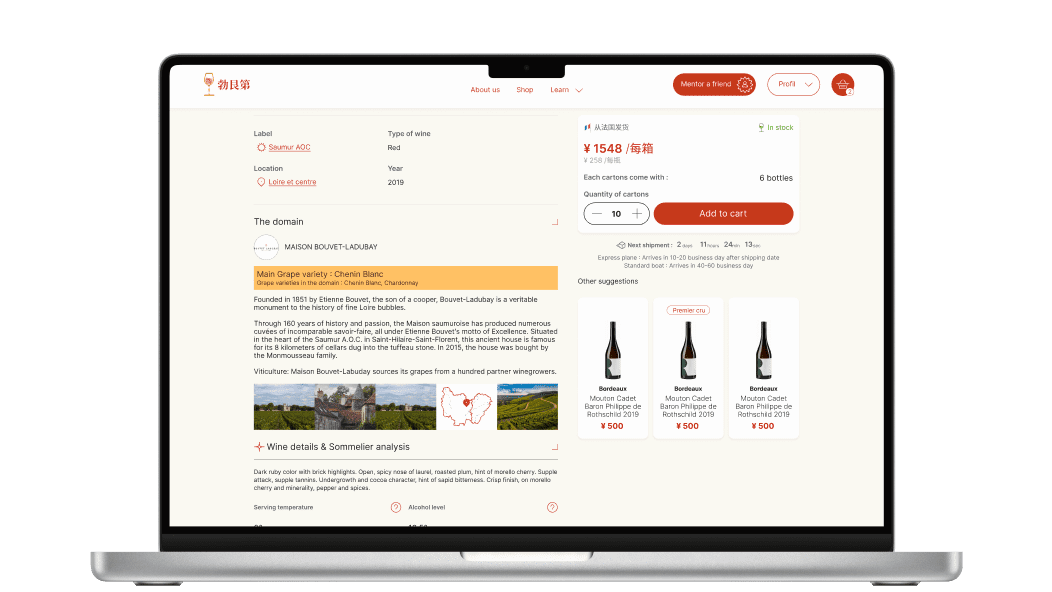 勃艮第
About us
Shop
Learn
Mentor a friend
Profil
Label
Type of wine
Saumur AOC
Red
Location
Year
Loire et centre
2019
The domain
MAISON BOUVET-LADUBAY
Main Grape variety : Chenin Blanc
Grape varieties in the domain : Chenin Blanc, Chardonnay
Founded in 1851 by Etienne Bouvet, the son of a cooper, Bouvet-Ladubay is a veritable
monument to the history of fine Loire bubbles.
Through 160 years of history and passion, the Maison saumuroise has produced numerous
cuvées of incomparable savoir-faire, all under Etienne Bouvet's motto of Excellence. Situated
in the heart of the Saumur A.O.C. in Saint-Hilaire-Saint-Florent, this ancient house is famous
for its 8 kilometers of cellars dug into the tuffeau stone. In 2015, the house was bought by
the Monmousseau family.
Viticulture: Maison Bouvet-Labuday sources its grapes from a hundred partner winegrowers.
Wine details & Sommelier analysis
Dark ruby color with brick highlights. Open, spicy nose of laurel, roasted plum, hint of morello cherry. Supple
attack, supple tannins. Undergrowth and cocoa character, hint of sapid bitterness. Crisp finish, on morello
cherry and minerality, pepper and spices.
Serving temperature
?
Alcohol level
?
从法国发货
In stock
¥ 1548 /每箱
¥ 258 /每瓶
Each cartons come with :
6 bottles
Quantity of cartons
10
Add to cart
Next shipment : 2 days 11 hours 24 min 13 sec
Express plane : Arrives in 10-20 business day after shipping date
Standard boat : Arrives in 40-60 business day
Other suggestions
Bordeaux
Mouton Cadet
Baron Philippe de
Rothschild 2019
¥ 500
Premier cru
Bordeaux
Mouton Cadet
Baron Philippe de
Rothschild 2019
¥ 500
Bordeaux
Mouton Cadet
Baron Philippe de
Rothschild 2019
¥ 500